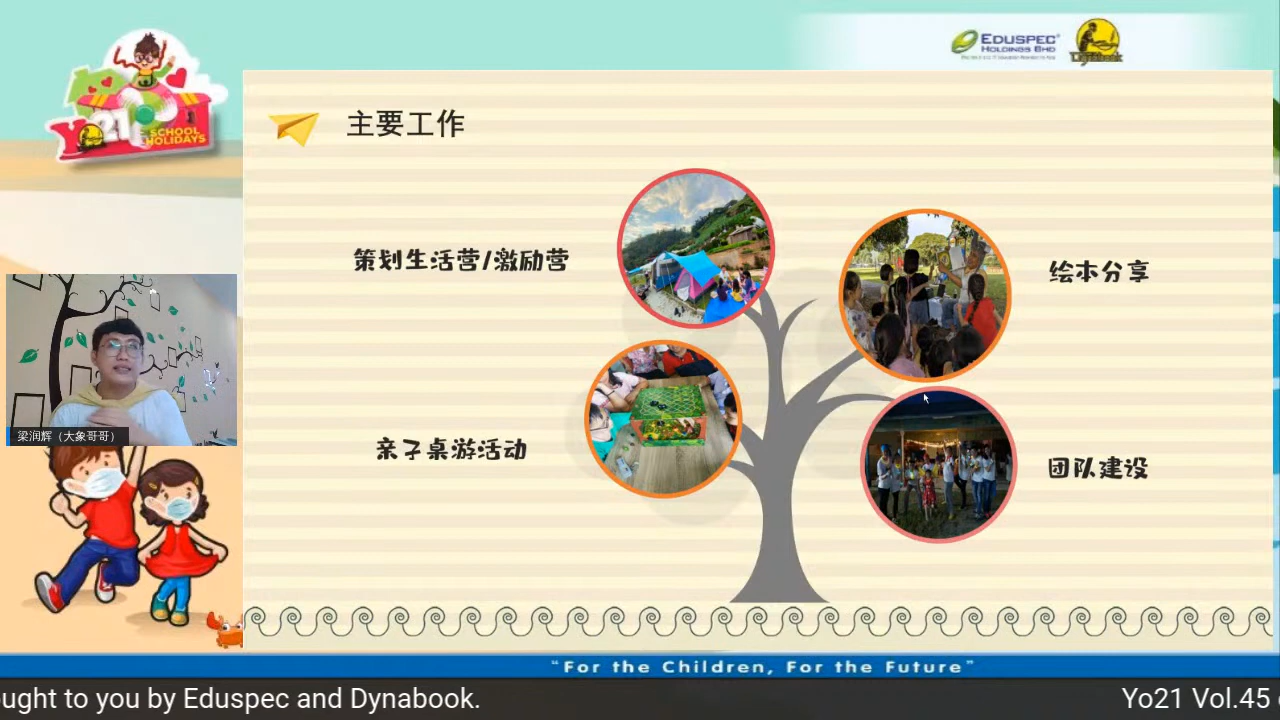 EDUSPEC
HOLDINGS BHD
Dynabook
Yo21
SCHOOL
HOLIDAYS
主要工作
策划生活营/激励营
绘本分享
亲子桌游活动
团队建设
梁润辉（大象哥哥）
“For the Children, For the Future”
ought to you by Eduspec and Dynabook.
Yo21 Vol.45